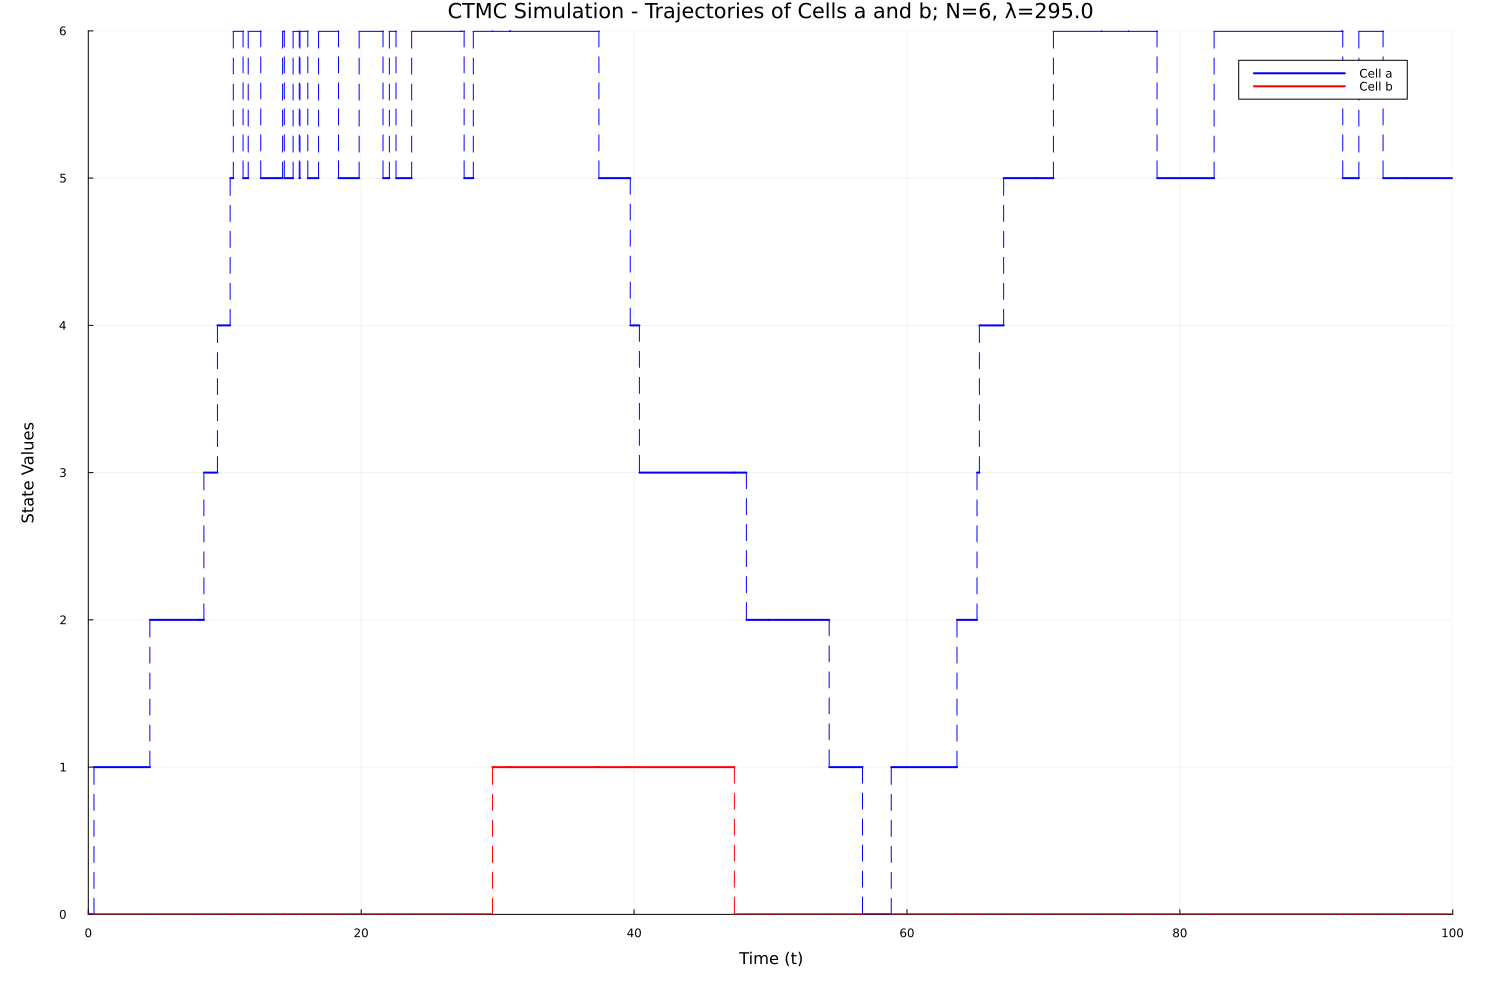 CTMC Simulation - Trajectories of Cells a and b; N=6, λ=295.0
6
Cell a
Cell b
5
4
3
State Values
2
1
0
0 20 40 60 80 100
Time (t)